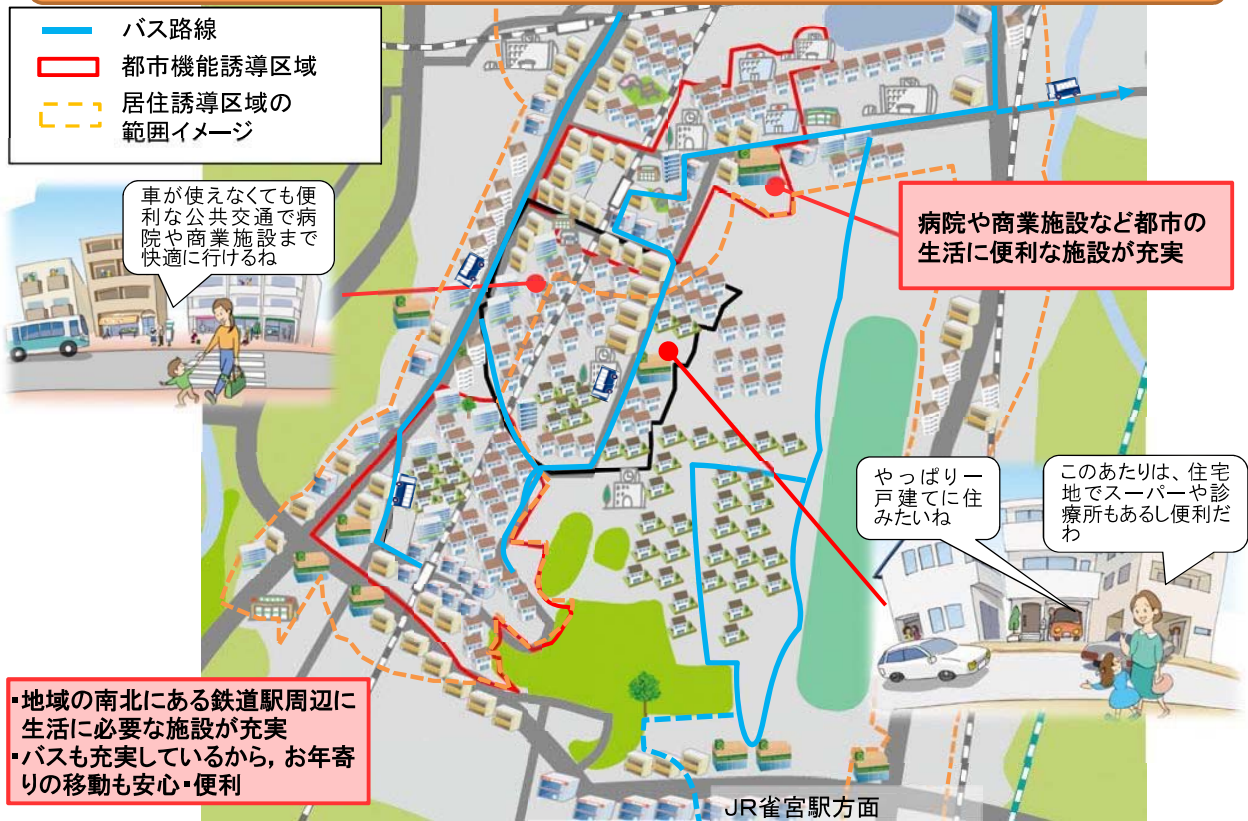 バス路線
都市機能誘導区域
居住誘導区域の
範囲イメージ
車が使えなくても便
利な公共交通で病
院や商業施設まで
快適に行けるね
病院や商業施設など都市の
生活に便利な施設が充実
やっぱり一
戸建てに住
みたいね
このあたりは、住宅
地でスーパーや診
療所もあるし便利だ
わ
▪地域の南北にある鉄道駅周辺に
生活に必要な施設が充実
▪バスも充実しているから，お年寄
りの移動も安心・便利
JR雀宮駅方面